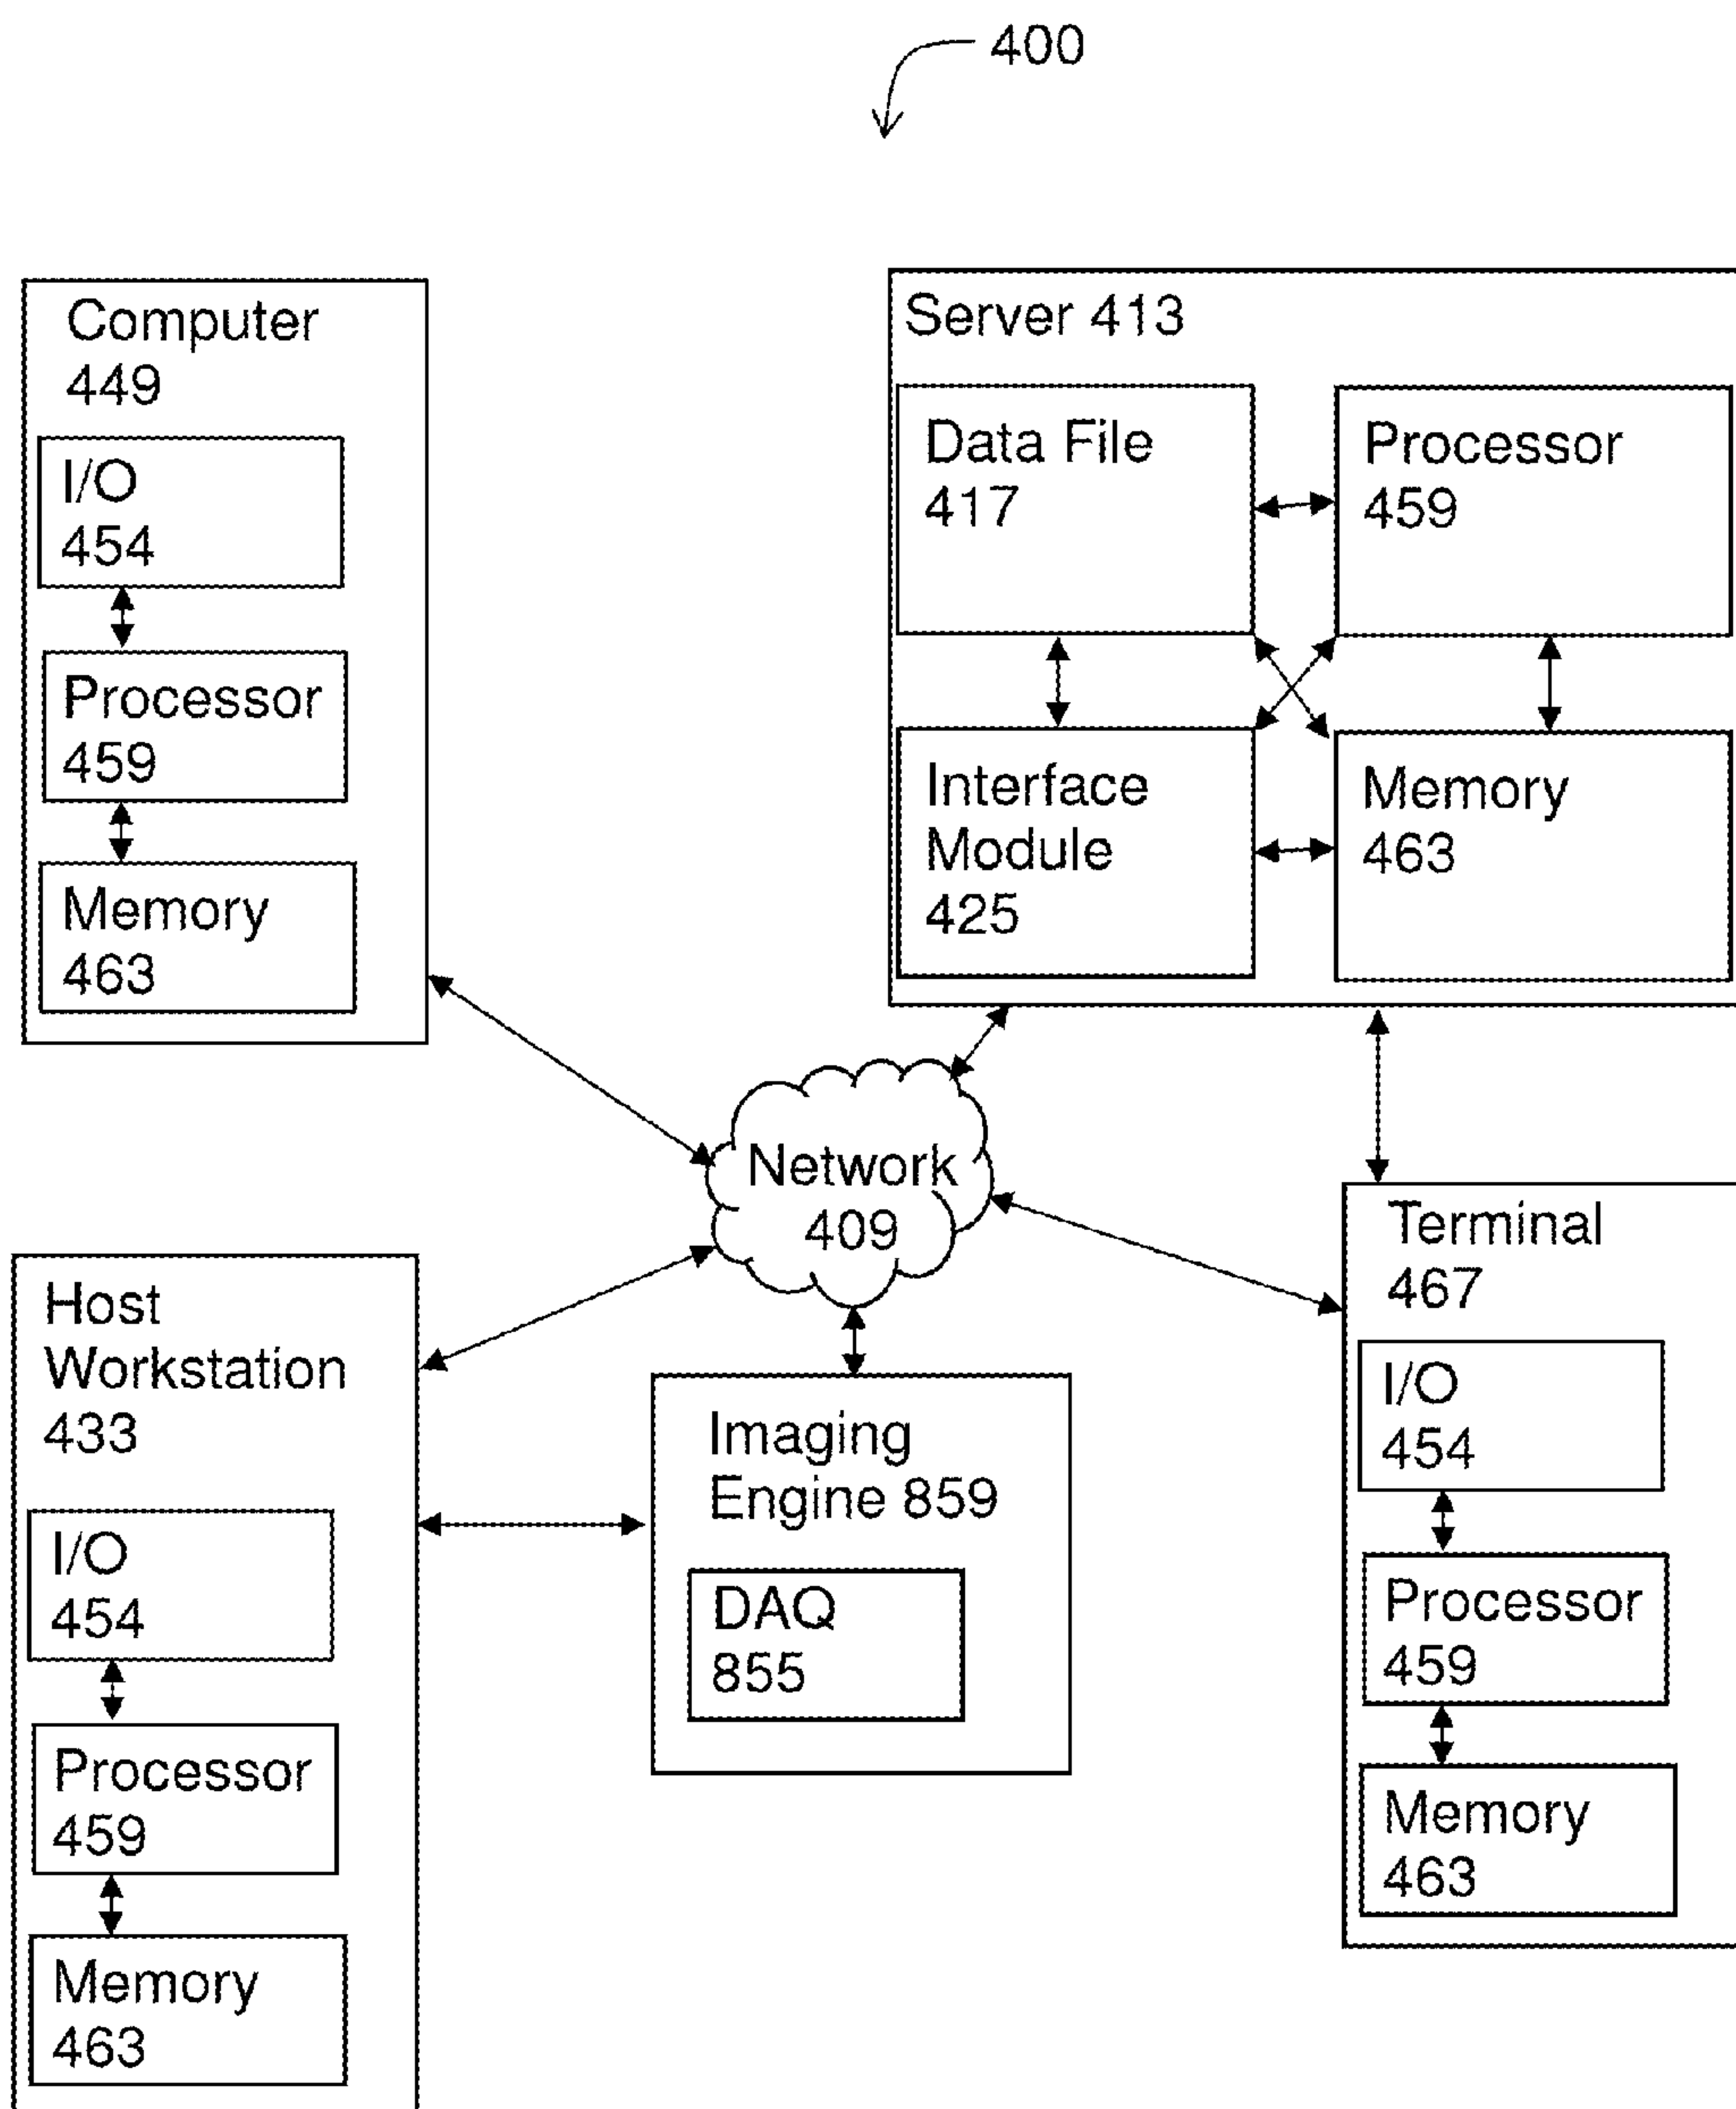 400
Computer
449
I/O
454
Processor
459
Memory
463
Server 413
Data File
417
Processor
459
Interface
Module
425
Memory
463
Network
409
Host
Workstation
433
I/O
454
Processor
459
Memory
463
Imaging
Engine 859
DAQ
855
Terminal
467
I/O
454
Processor
459
Memory
463